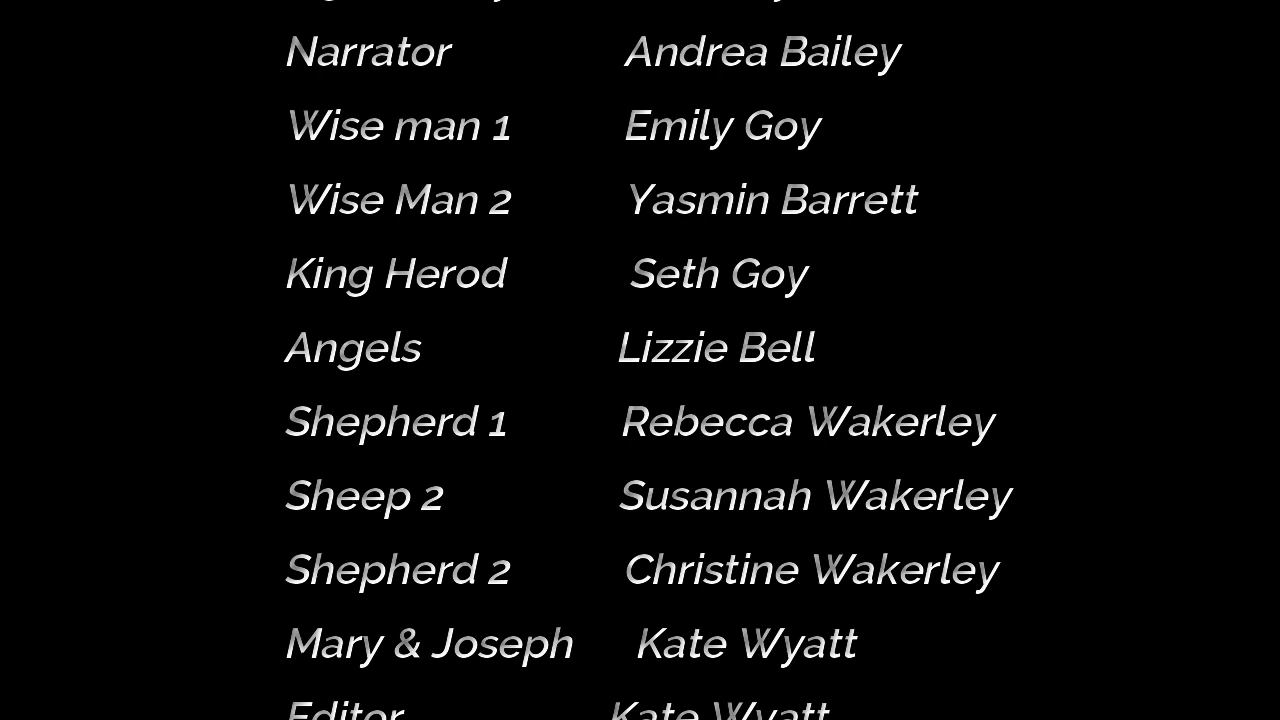 Narrator Andrea Bailey
Wise man 1 Emily Goy
Wise Man 2 Yasmin Barrett
King Herod Seth Goy
Angels Lizzie Bell
Shepherd 1 Rebecca Wakerley
Sheep 2 Susannah Wakerley
Shepherd 2 Christine Wakerley
Mary & Joseph Kate Wyatt
Editor Kate Wyatt